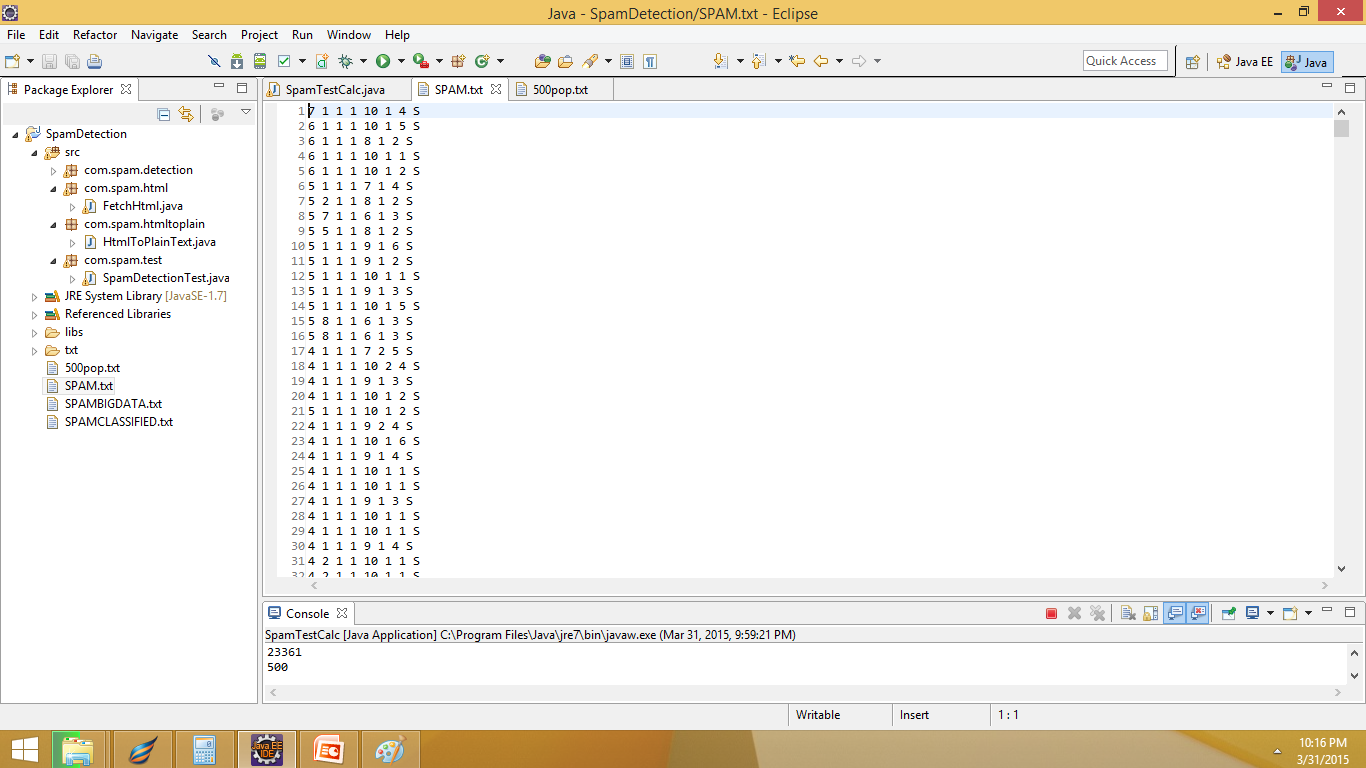 Java - SpamDetection/SPAM.txt - Eclipse
File Edit Refactor Navigate Search Project Run Window Help
Quick Access Java EE Java
Package Explorer
SpamDetection
src
com.spam.detection
com.spam.html
FetchHtml.java
com.spam.htmltoplain
HtmlToPlainText.java
com.spam.test
SpamDetectionTest.java
JRE System Library [JavaSE-1.7]
Referenced Libraries
libs
txt
500pop.txt
SPAM.txt
SPAMBIGDATA.txt
SPAMCLASSIFIED.txt
SpamTestCalc.java SPAM.txt 500pop.txt
1 7 1 1 1 10 1 4 S
2 6 1 1 1 10 1 5 S
3 6 1 1 1 8 1 2 S
4 6 1 1 1 10 1 1 S
5 6 1 1 1 10 1 2 S
6 5 1 1 1 7 1 4 S
7 5 2 1 1 8 1 2 S
8 5 7 1 1 6 1 3 S
9 5 5 1 1 8 1 2 S
10 5 1 1 1 9 1 6 S
11 5 1 1 1 9 1 2 S
12 5 1 1 1 10 1 1 S
13 5 1 1 1 9 1 3 S
14 5 1 1 1 10 1 5 S
15 5 8 1 1 6 1 3 S
16 5 8 1 1 6 1 3 S
17 4 1 1 1 7 2 5 S
18 4 1 1 1 10 2 4 S
19 4 1 1 1 9 1 3 S
20 4 1 1 1 10 1 2 S
21 5 1 1 1 10 1 2 S
22 4 1 1 1 9 2 4 S
23 4 1 1 1 10 1 6 S
24 4 1 1 1 9 1 4 S
25 4 1 1 1 10 1 1 S
26 4 1 1 1 10 1 1 S
27 4 1 1 1 9 1 3 S
28 4 1 1 1 10 1 1 S
29 4 1 1 1 10 1 1 S
30 4 1 1 1 9 1 4 S
31 4 2 1 1 10 1 1 S
32 4 2 1 1 10 1 1 S
Console
SpamTestCalc [Java Application] C:\Program Files\Java\jre7\bin\javaw.exe (Mar 31, 2015, 9:59:21 PM)
23361
500
Writable Insert 1 : 1
Java EE
IDE
10:16 PM
3/31/2015